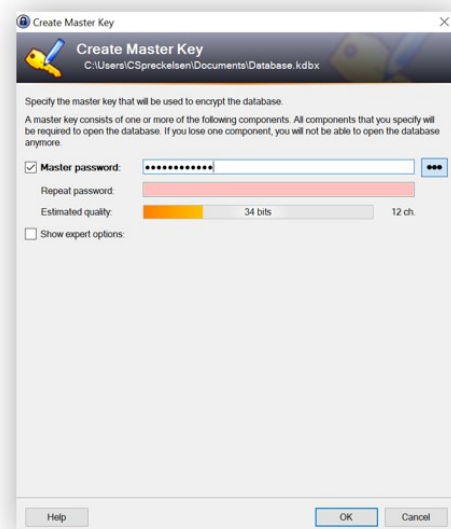 Create Master Key
Create Master Key
C:\Users\CSpreckelsen\Documents\Database.kdbx
Specify the master key that will be used to encrypt the database.
A master key consists of one or more of the following components. All components that you specify will
be required to open the database. If you lose one component, you will not be able to open the database
anymore.
Master password: ●●●●●●●●●●●● ●●●
Repeat password:
Estimated quality: 34 bits 12 ch.
Show expert options:
Help OK Cancel